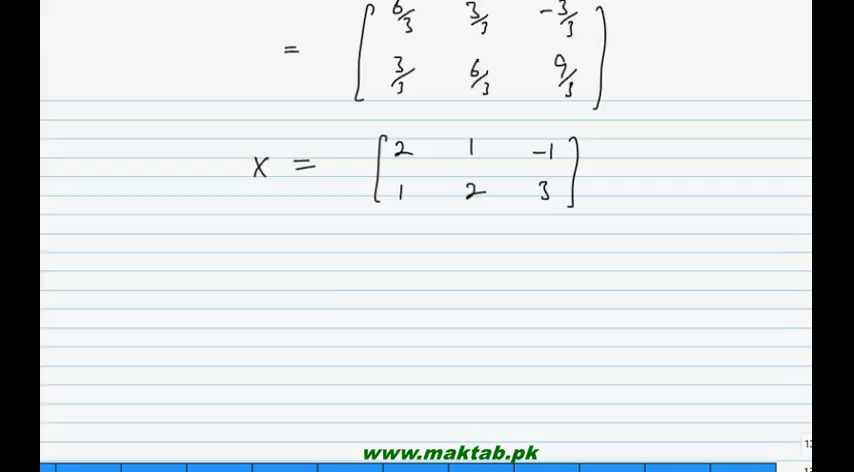 6/3 3/3 -3/3
=
3/3 6/3 9/3
2 1 -1
x =
1 2 3
www.maktab.pk